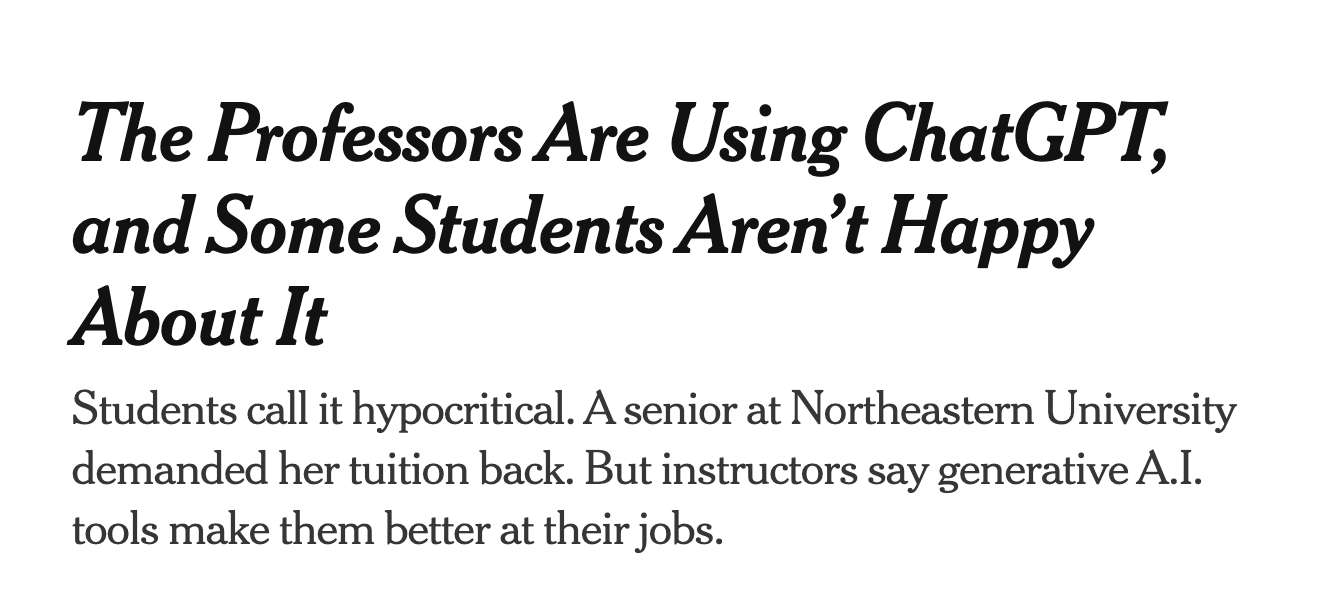 The Professors Are Using ChatGPT,
and Some Students Aren’t Happy
About It
Students call it hypocritical. A senior at Northeastern University
demanded her tuition back. But instructors say generative A.I.
tools make them better at their jobs.